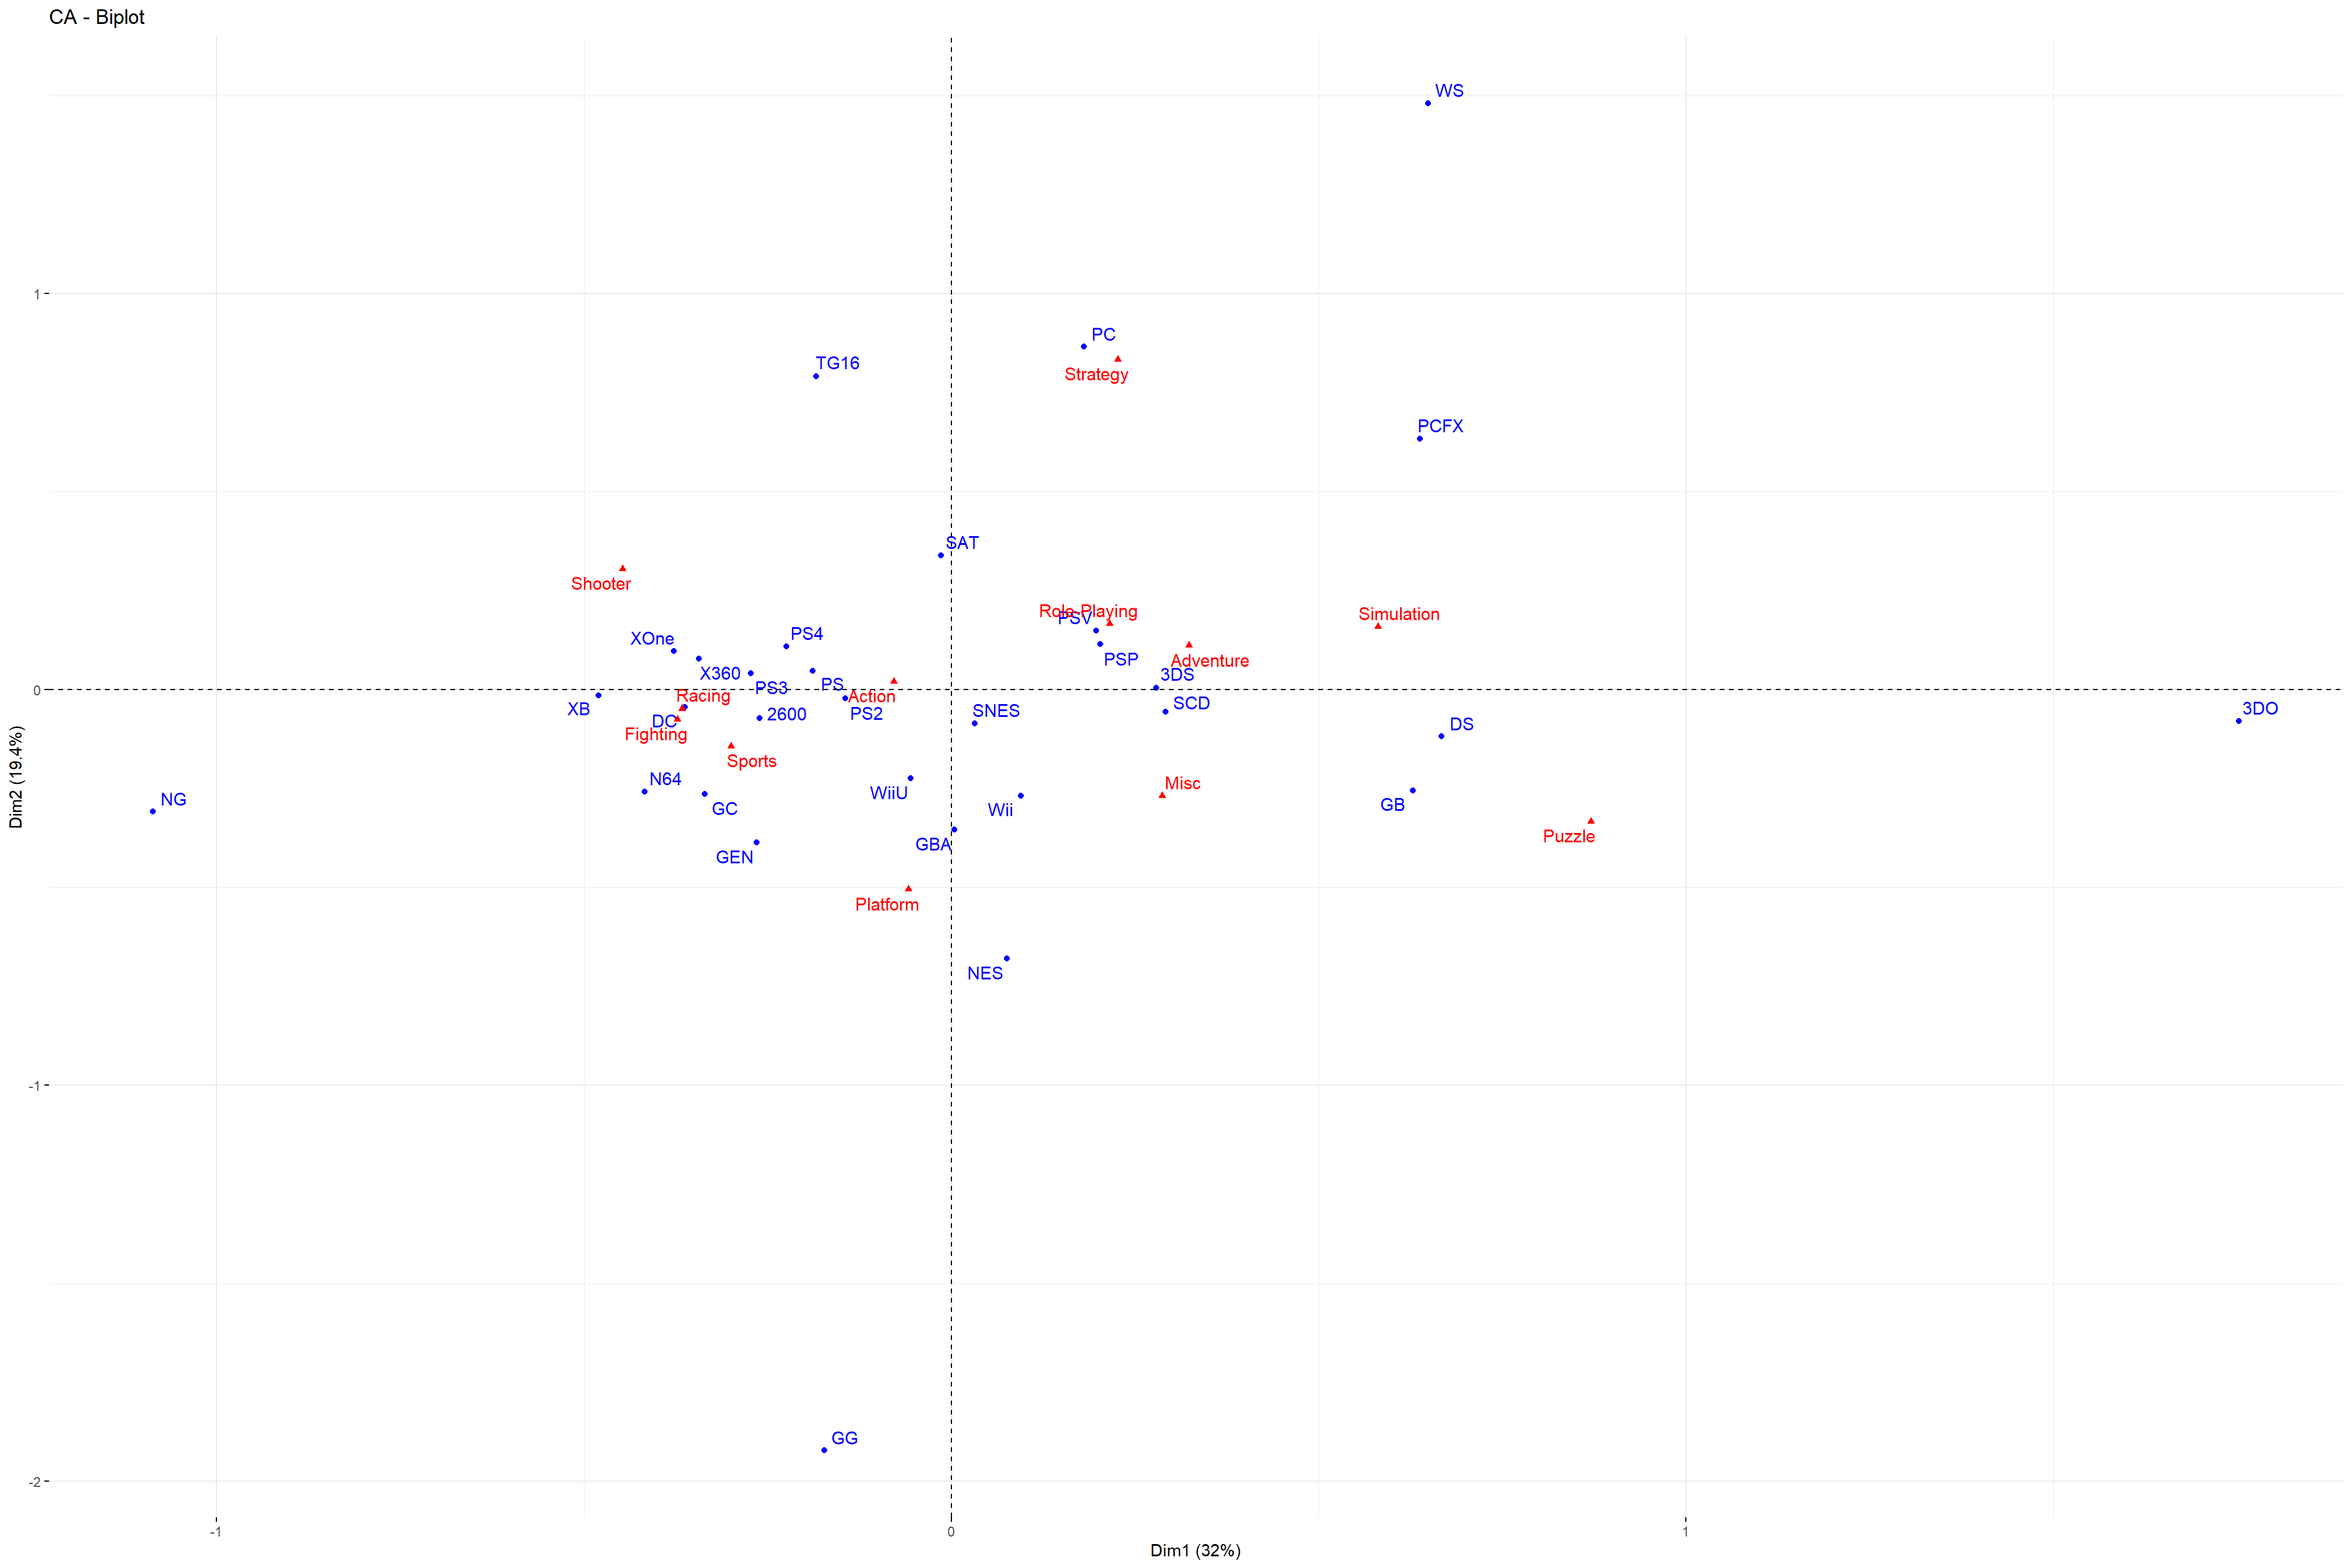 CA - Biplot
WS
1
PC
TG16
Strategy
PCFX
SAT
Shooter
Role-Playing
Simulation
PSV
XOne
PS4
PSP
Adventure
X360
3DS
PS
PS3
0
Racing
Action
SCD
XB
3DO
SNES
2600
PS2
DC
DS
Fighting
Sports
N64
Misc
WiiU
NG
GB
GC
Wii
Puzzle
GBA
GEN
Platform
NES
-1
GG
-2
Dim2 (19.4%)
-1
0
1
Dim1 (32%)